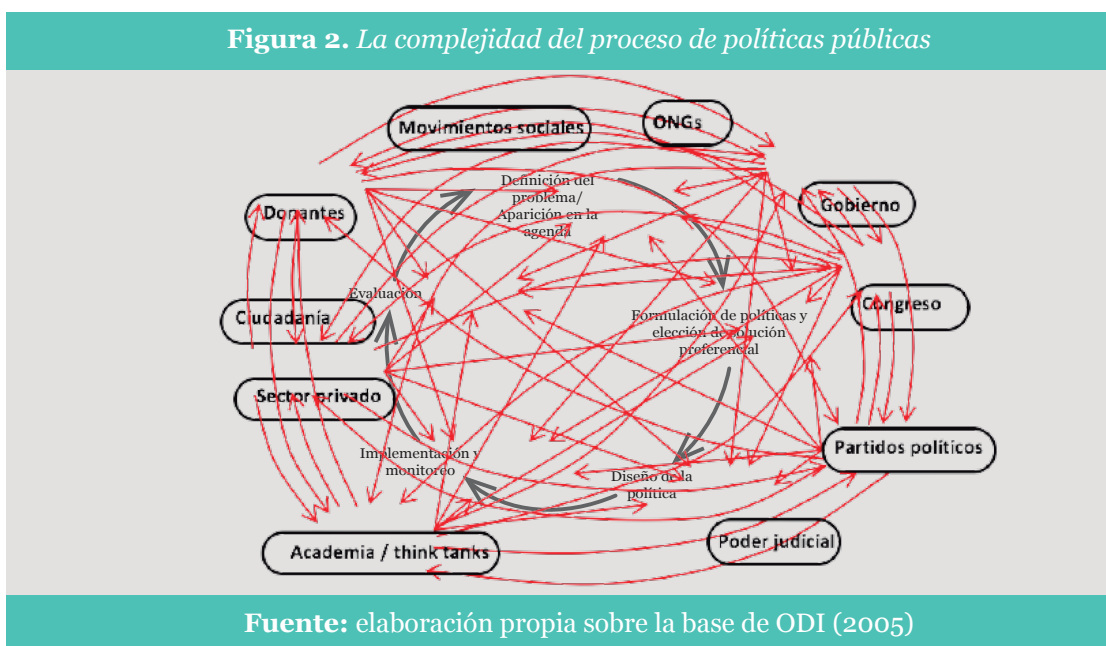 Figura 2. La complejidad del proceso de políticas públicas
Movimientos sociales
ONGs
Definición del
problema/
Aparición en la
agenda
Donantes
Gobierno
Evaluación
Ciudadanía
Congreso
Formulación de políticas y
elección de solución
preferencial
Sector privado
Partidos políticos
Implementación y
monitoreo
Diseño de la
política
Academia / think tanks
Poder judicial
Fuente: elaboración propia sobre la base de ODI (2005)